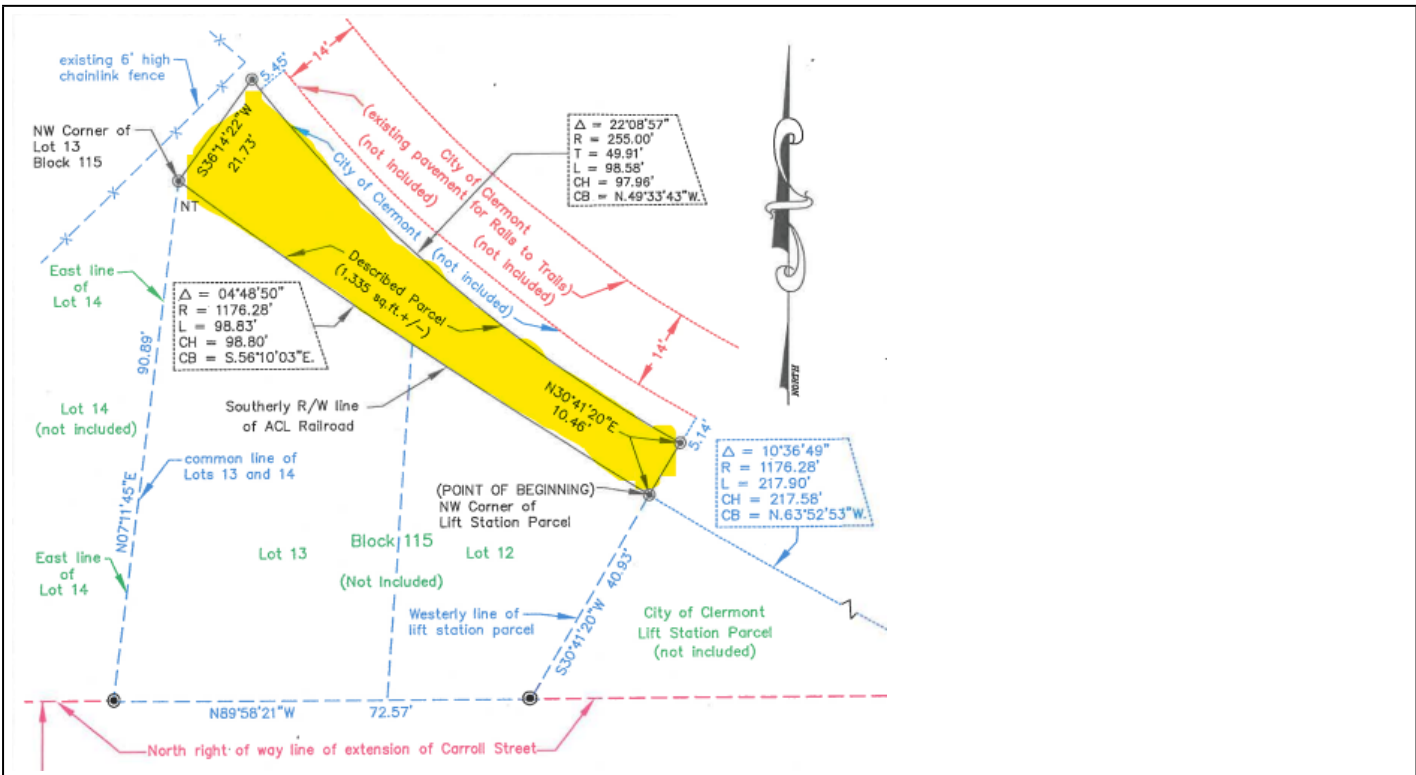 existing 6' high
chainlink fence
NW Corner of
Lot 13
Block 115
S36°14'22"W
21.73'
NT
5.45'
14'
(existing pavement
for Rails to Trails)
(not included)
City of Clermont
(not included)
City of Clermont (not included)
Δ = 22°08'57"
R = 255.00'
T = 49.91'
L = 98.58'
CH = 97.96'
CB = N.49°33'43"W.
Described Parcel
(1,335 sq.ft.+/-)
East line
of
Lot 14
Δ = 04°48'50"
R = 1176.28'
L = 98.83'
CH = 98.80'
CB = S.56°10'03"E.
14'
NORTH
90.89'
N07°11'45"E
Lot 14
(not included)
Southerly R/W line
of ACL Railroad
N30°41'20"E
10.46'
5.14'
common line of
Lots 13 and 14
(POINT OF BEGINNING)
NW Corner of
Lift Station Parcel
Δ = 10°36'49"
R = 1176.28'
L = 217.90'
CH = 217.58'
CB = N.63°52'53"W.
East line
of
Lot 14
Lot 13
Block 115
(Not Included)
Lot 12
Westerly line of
lift station parcel
S30°41'20"W 40.93'
City of Clermont
Lift Station Parcel
(not included)
N89°58'21"W 72.57'
North right of way line of extension of Carroll Street